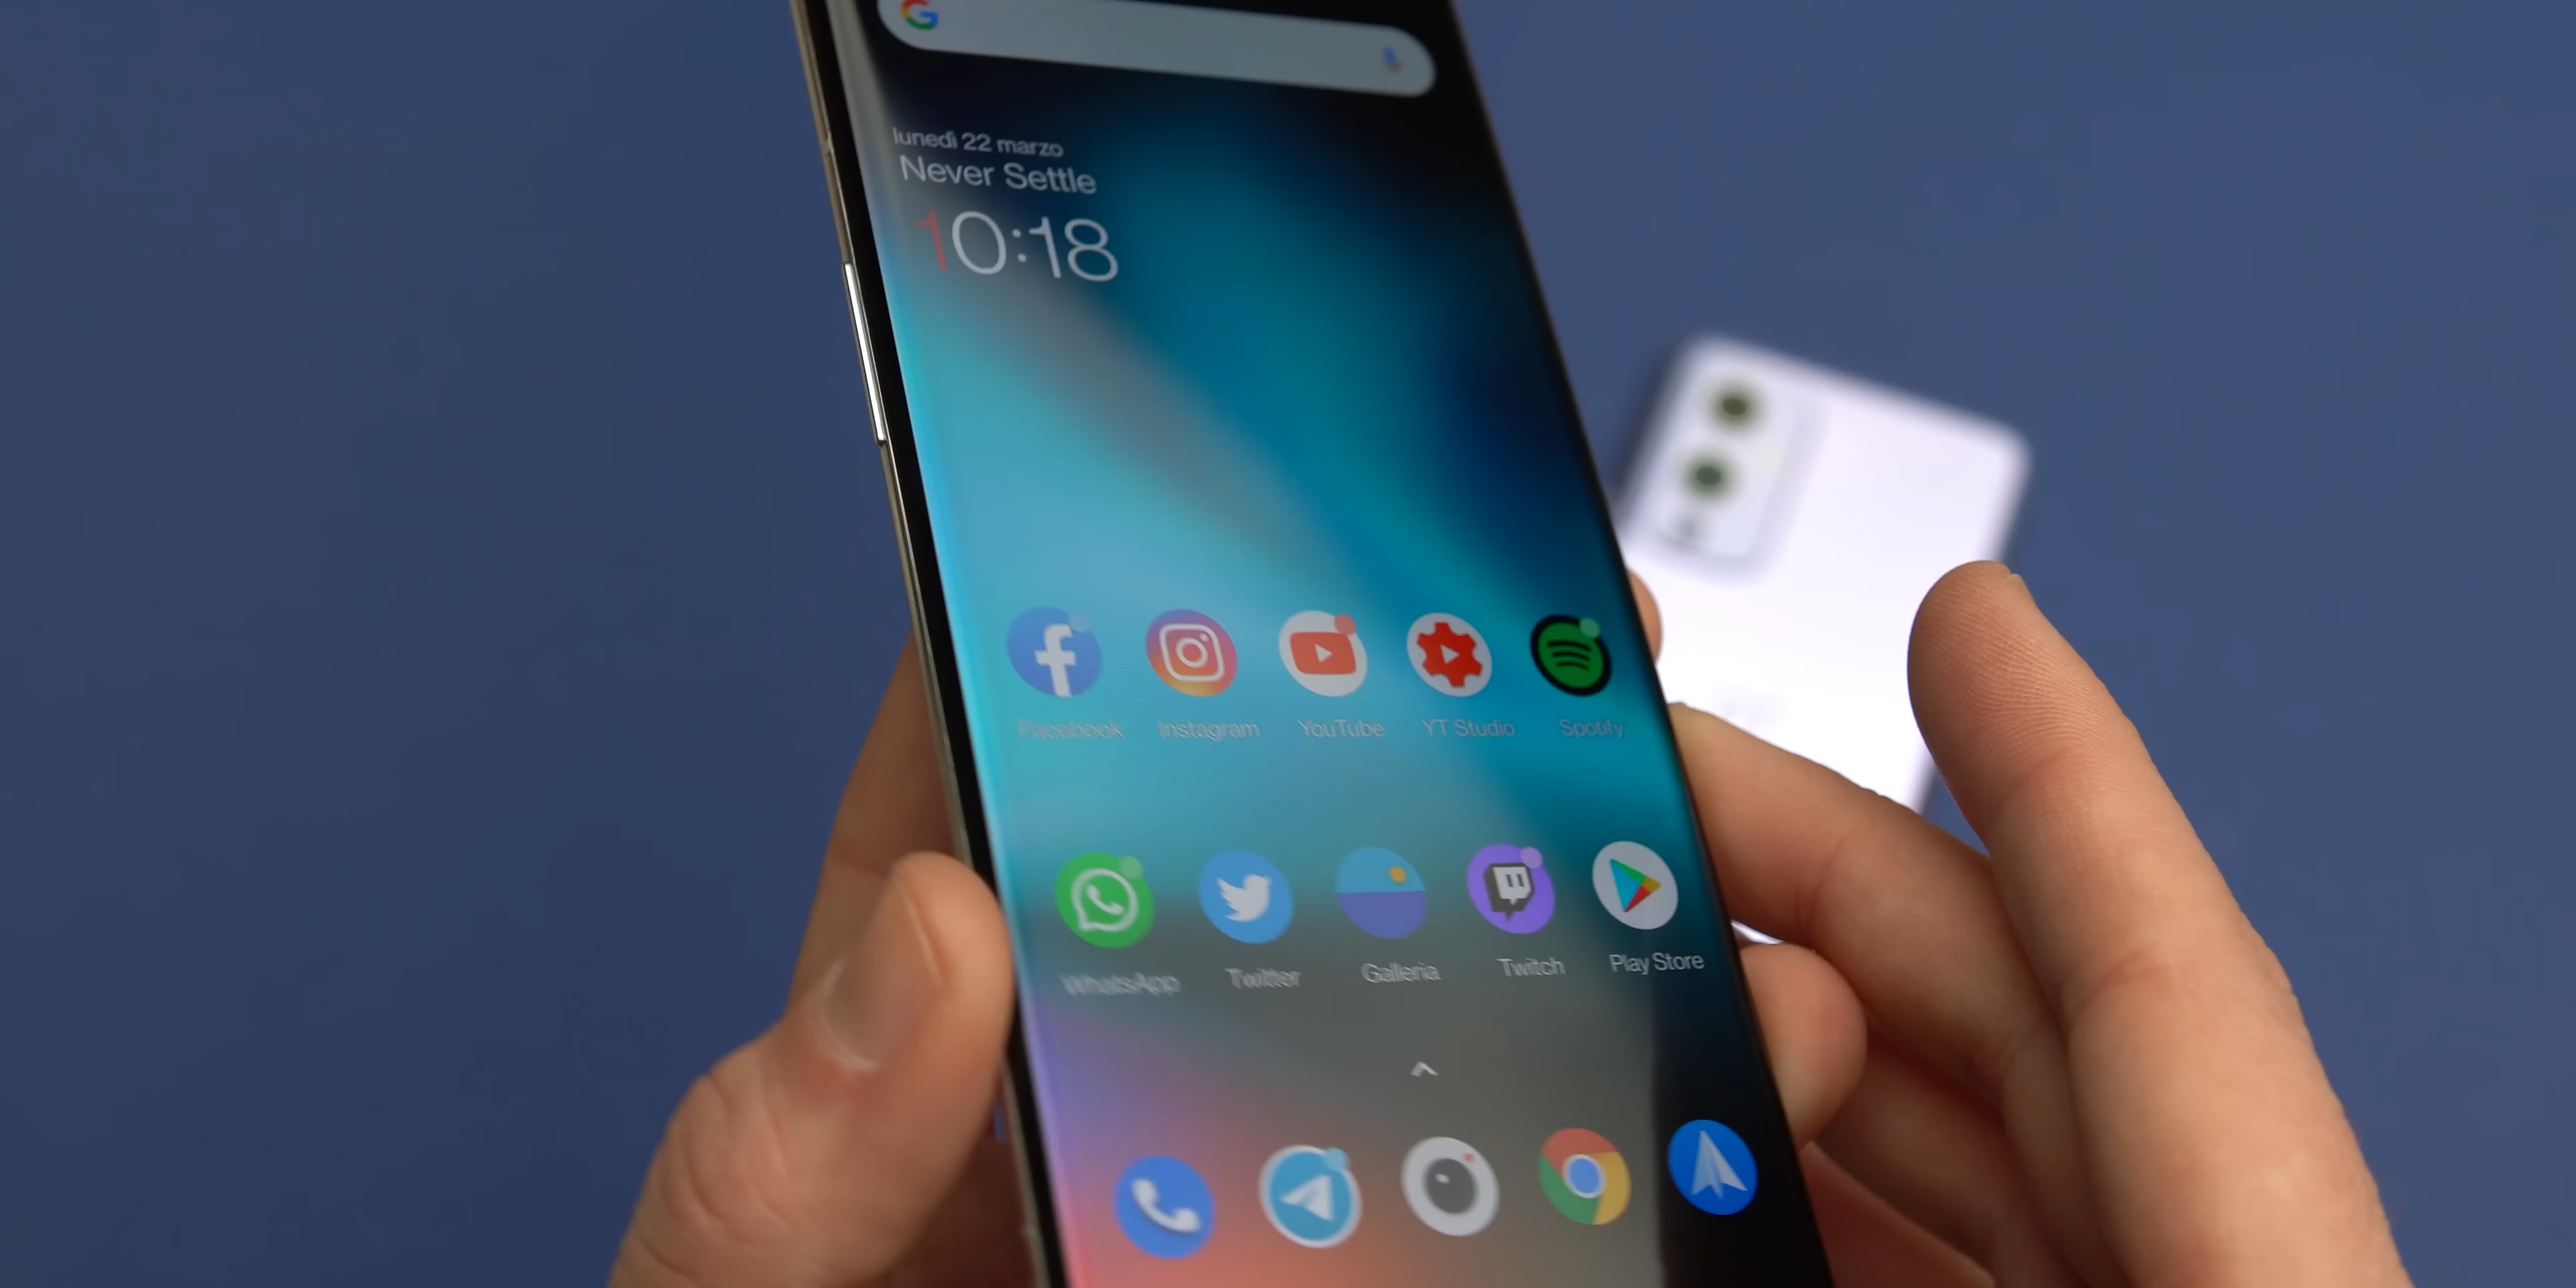 lunedì 22 marzo
Never Settle
10:18
Facebook Instagram YouTube YT Studio Spotify
WhatsApp Twitter Galleria Twitch Play Store